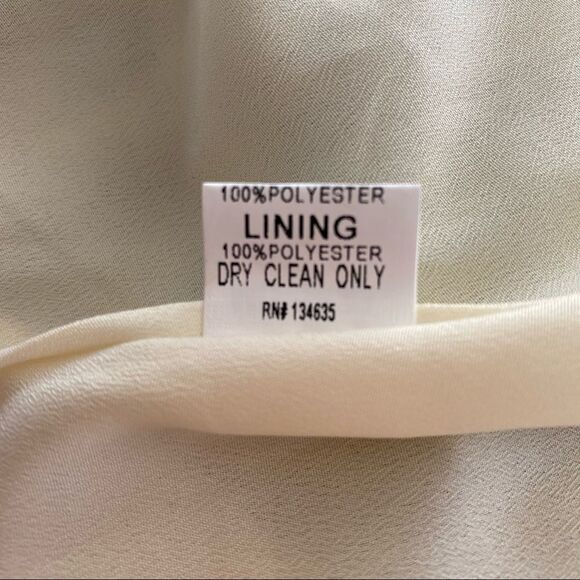 100%POLYESTER
LINING
100%POLYESTER
DRY CLEAN ONLY
RN# 134635